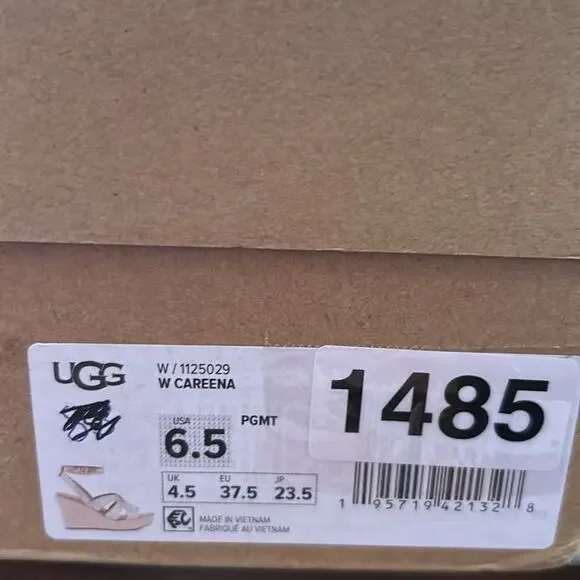 UGG
W / 1125029
W CAREENA
1485
USA
6.5
PGMT
UK EU JP
4.5 37.5 23.5
MADE IN VIETNAM
FABRIQUÉ AU VIETNAM
1 95719 42132 8